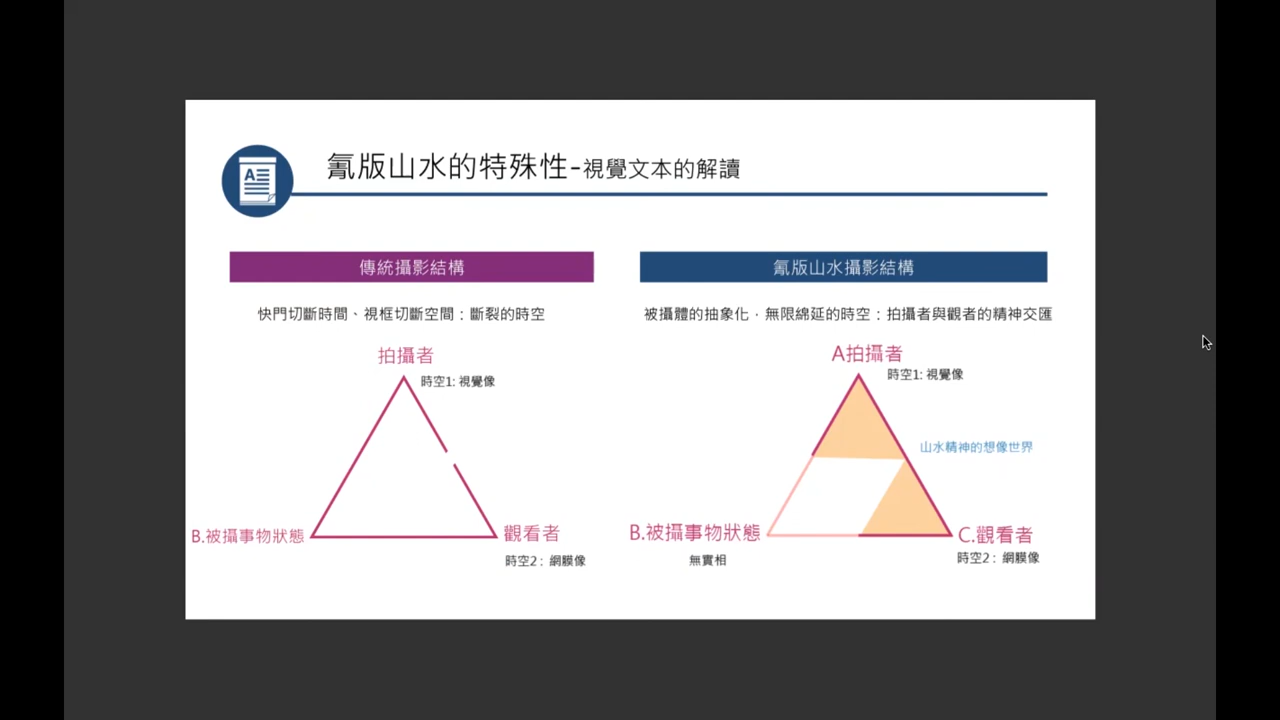 氰版山水的特殊性-視覺文本的解讀
傳統攝影結構
快門切斷時間、視框切斷空間：斷裂的時空
拍攝者
時空1: 視覺像
B.被攝事物狀態
觀看者
時空2： 網膜像
氰版山水攝影結構
被攝體的抽象化．無限綿延的時空：拍攝者與觀者的精神交匯
A拍攝者
時空1: 視覺像
山水精神的想像世界
B.被攝事物狀態
無實相
C.觀看者
時空2： 網膜像